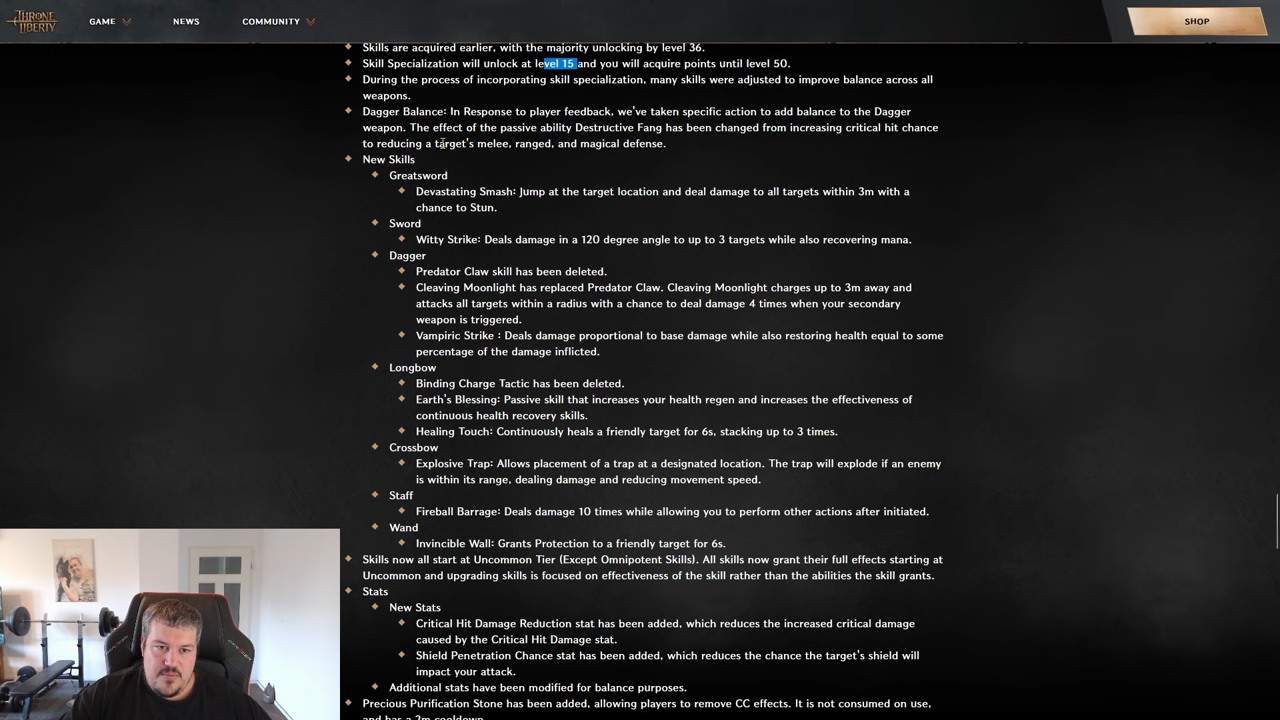 THRONE
LIBERTY
GAME
NEWS
COMMUNITY
SHOP
Skills are acquired earlier, with the majority unlocking by level 36.
Skill Specialization will unlock at level 15 and you will acquire points until level 50.
During the process of incorporating skill specialization, many skills were adjusted to improve balance across all
weapons.
Dagger Balance: In Response to player feedback, we've taken specific action to add balance to the Dagger
weapon. The effect of the passive ability Destructive Fang has been changed from increasing critical hit chance
to reducing a target's melee, ranged, and magical defense.
New Skills
Greatsword
Devastating Smash: Jump at the target location and deal damage to all targets within 3m with a
chance to Stun.
Sword
Witty Strike: Deals damage in a 120 degree angle to up to 3 targets while also recovering mana.
Dagger
Predator Claw skill has been deleted.
Cleaving Moonlight has replaced Predator Claw. Cleaving Moonlight charges up to 3m away and
attacks all targets within a radius with a chance to deal damage 4 times when your secondary
weapon is triggered.
Vampiric Strike : Deals damage proportional to base damage while also restoring health equal to some
percentage of the damage inflicted.
Longbow
Binding Charge Tactic has been deleted.
Earth's Blessing: Passive skill that increases your health regen and increases the effectiveness of
continuous health recovery skills.
Healing Touch: Continuously heals a friendly target for 6s, stacking up to 3 times.
Crossbow
Explosive Trap: Allows placement of a trap at a designated location. The trap will explode if an enemy
is within its range, dealing damage and reducing movement speed.
Staff
Fireball Barrage: Deals damage 10 times while allowing you to perform other actions after initiated.
Wand
Invincible Wall: Grants Protection to a friendly target for 6s.
Skills now all start at Uncommon Tier (Except Omnipotent Skills). All skills now grant their full effects starting at
Uncommon and upgrading skills is focused on effectiveness of the skill rather than the abilities the skill grants.
Stats
New Stats
Critical Hit Damage Reduction stat has been added, which reduces the increased critical damage
caused by the Critical Hit Damage stat.
Shield Penetration Chance stat has been added, which reduces the chance the target's shield will
impact your attack.
Additional stats have been modified for balance purposes.
Precious Purification Stone has been added, allowing players to remove CC effects. It is not consumed on use,
and has a 2m cooldown.